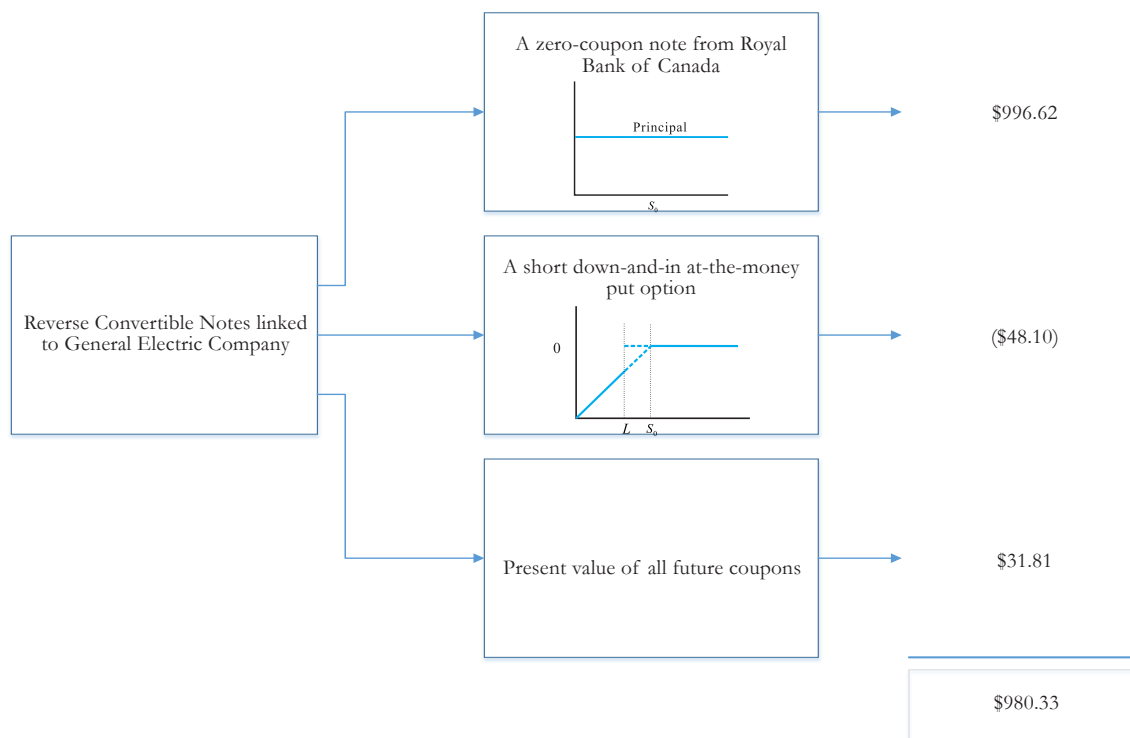 A zero-coupon note from Royal
Bank of Canada
Principal
S₀
$996.62
Reverse Convertible Notes linked
to General Electric Company
A short down-and-in at-the-money
put option
0
L S₀
($48.10)
Present value of all future coupons
$31.81
$980.33